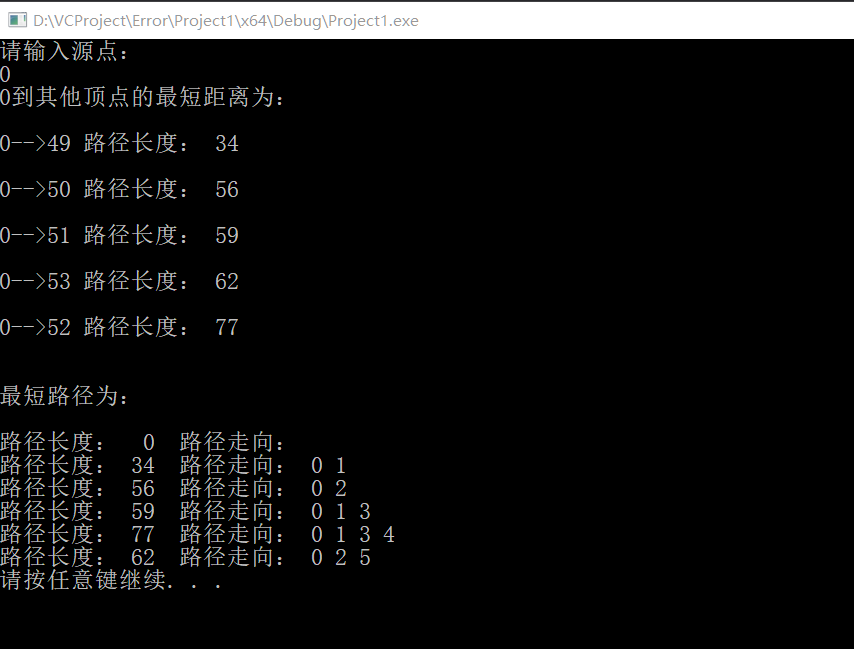 D:\VCProject\Error\Project1\x64\Debug\Project1.exe
请输入源点：
0
0到其他顶点的最短距离为：
0-->49 路径长度： 34
0-->50 路径长度： 56
0-->51 路径长度： 59
0-->53 路径长度： 62
0-->52 路径长度： 77
最短路径为：
路径长度：  0  路径走向：
路径长度： 34  路径走向： 0 1
路径长度： 56  路径走向： 0 2
路径长度： 59  路径走向： 0 1 3
路径长度： 77  路径走向： 0 1 3 4
路径长度： 62  路径走向： 0 2 5
请按任意键继续. . .